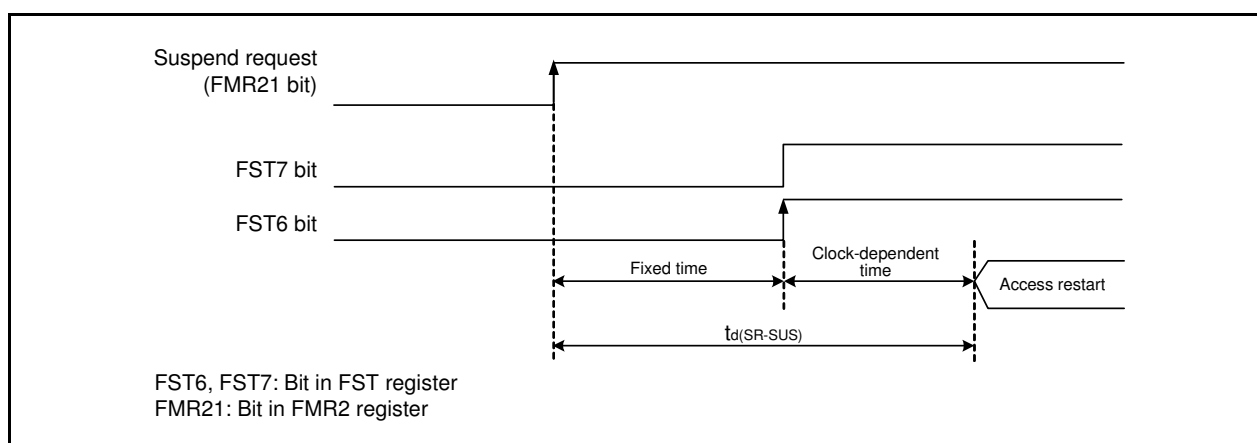 Suspend request
(FMR21 bit)
FST7 bit
FST6 bit
Fixed time
Clock-dependent
time
Access restart
td(SR-SUS)
FST6, FST7: Bit in FST register
FMR21: Bit in FMR2 register